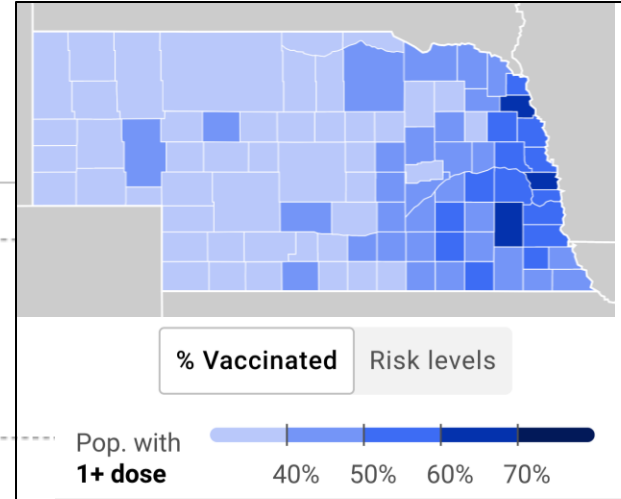 % Vaccinated Risk levels
Pop. with
1+ dose
40% 50% 60% 70%